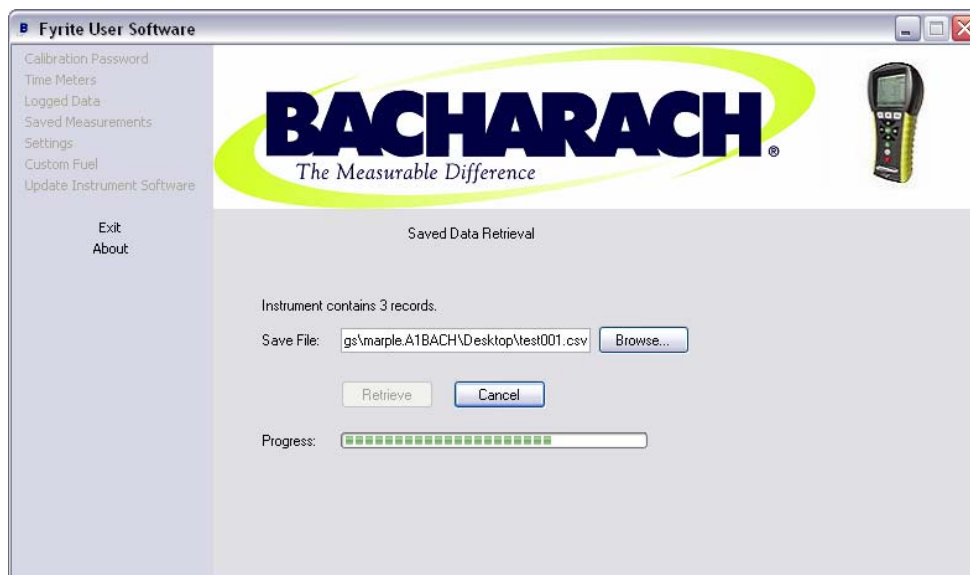 Fyrite User Software
Calibration Password
Time Meters
Logged Data
Saved Measurements
Settings
Custom Fuel
Update Instrument Software
Exit
About
BACHARACH®
The Measurable Difference
Saved Data Retrieval
Instrument contains 3 records.
Save File: gs\marple.A1BACH\Desktop\test001.csv Browse...
Retrieve Cancel
Progress: